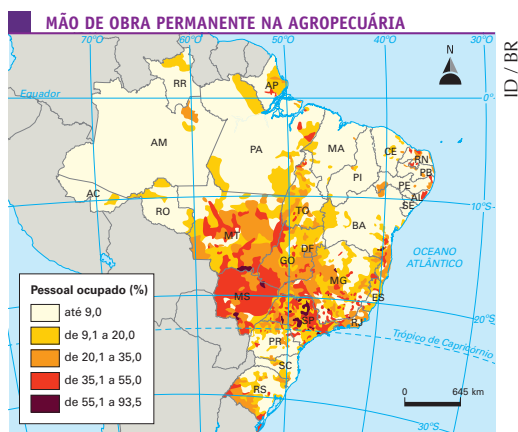 MÃO DE OBRA PERMANENTE NA AGROPECUÁRIA
60°O 50°O 40°O 30°O
N
ID / BR
Equador
0°
RR
AP
AM
PA
MA
CE
RN
PB
PI
PE
AL
SE
AC
RO
TO
10°S
MT
BA
DF
GO
OCEANO
ATLÂNTICO
MG
MS
ES
20°S
SP
RJ
Trópico de Capricórnio
PR
SC
RS
30°S
0 645 km
Pessoal ocupado (%)
até 9,0
de 9,1 a 20,0
de 20,1 a 35,0
de 35,1 a 55,0
de 55,1 a 93,5